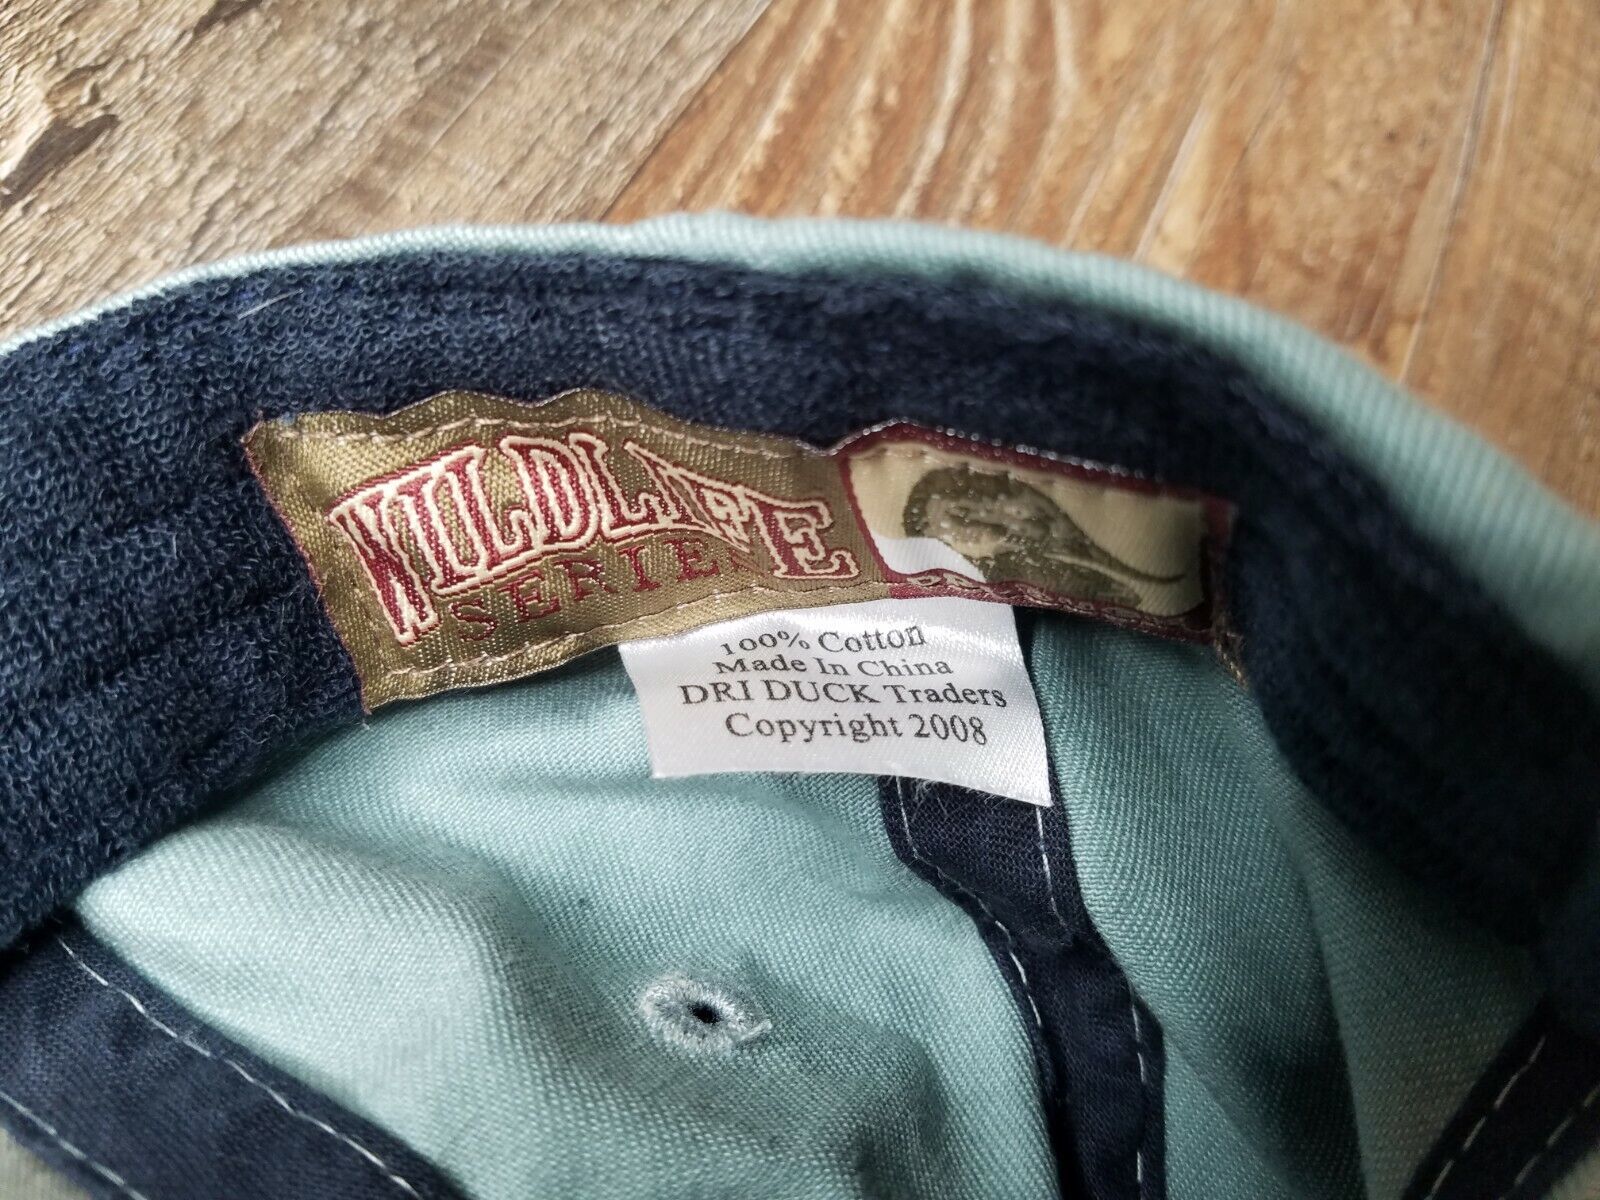 WILDLIFE
SERIES
100% Cotton
Made In China
DRI DUCK Traders
Copyright 2008